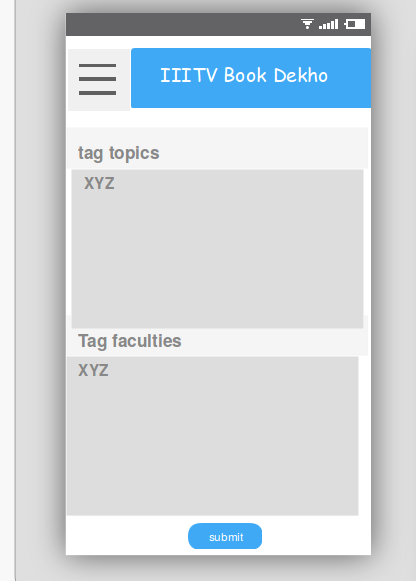 IIITV Book Dekho
tag topics
XYZ
Tag faculties
XYZ
submit